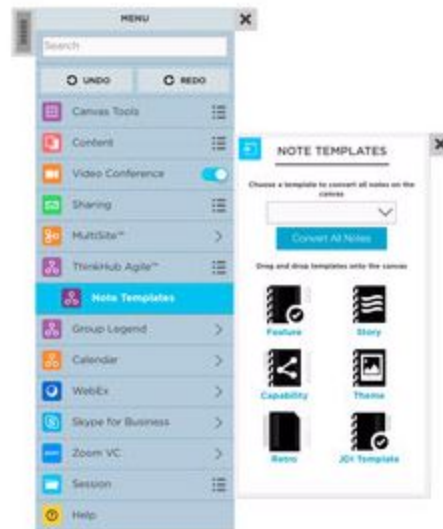 MENU
Search
UNDO
REDO
Canvas Tools
Content
Video Conference
Sharing
MultiSite™
ThinkHub Agile™
Note Templates
Group Legend
Calendar
WebEx
Skype for Business
Zoom VC
Session
Help
NOTE TEMPLATES
Choose a template to convert all notes on the
canvas
Convert All Notes
Drag and drop templates onto the canvas
Feature
Story
Capability
Theme
Retro
JDI Template